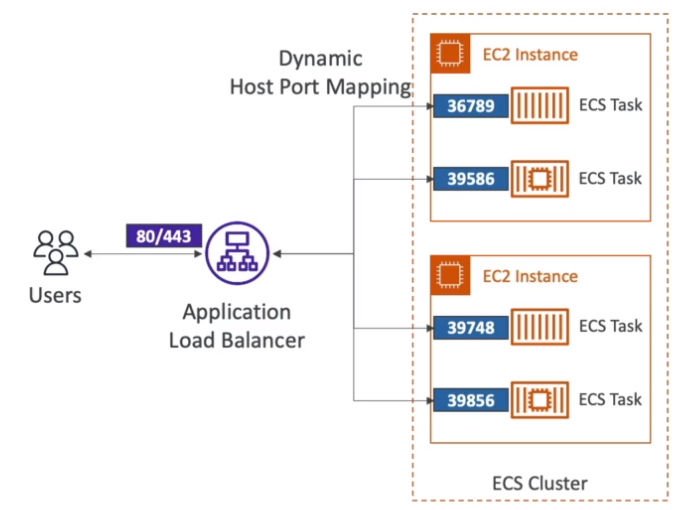 Dynamic
Host Port Mapping
EC2 Instance
36789
ECS Task
39586
ECS Task
80/443
Users
Application
Load Balancer
EC2 Instance
39748
ECS Task
39856
ECS Task
ECS Cluster